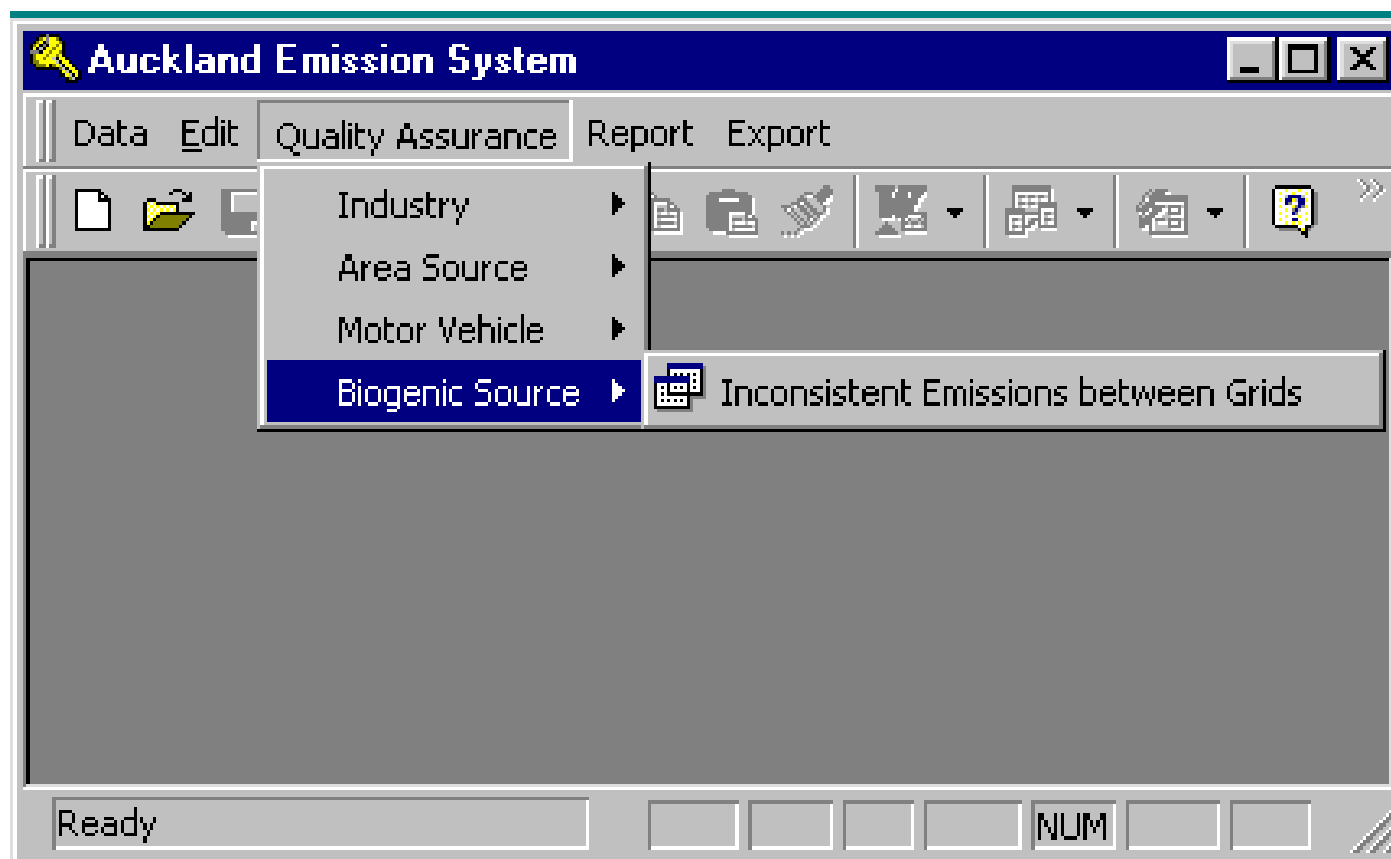 Auckland Emission System
Data Edit Quality Assurance Report Export
Industry
Area Source
Motor Vehicle
Biogenic Source
Inconsistent Emissions between Grids
Ready
NUM